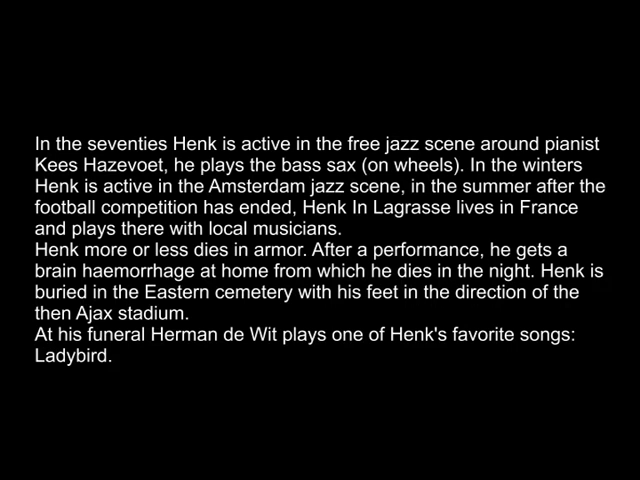 In the seventies Henk is active in the free jazz scene around pianist
Kees Hazevoet, he plays the bass sax (on wheels). In the winters
Henk is active in the Amsterdam jazz scene, in the summer after the
football competition has ended, Henk In Lagrasse lives in France
and plays there with local musicians.
Henk more or less dies in armor. After a performance, he gets a
brain haemorrhage at home from which he dies in the night. Henk is
buried in the Eastern cemetery with his feet in the direction of the
then Ajax stadium.
At his funeral Herman de Wit plays one of Henk's favorite songs:
Ladybird.